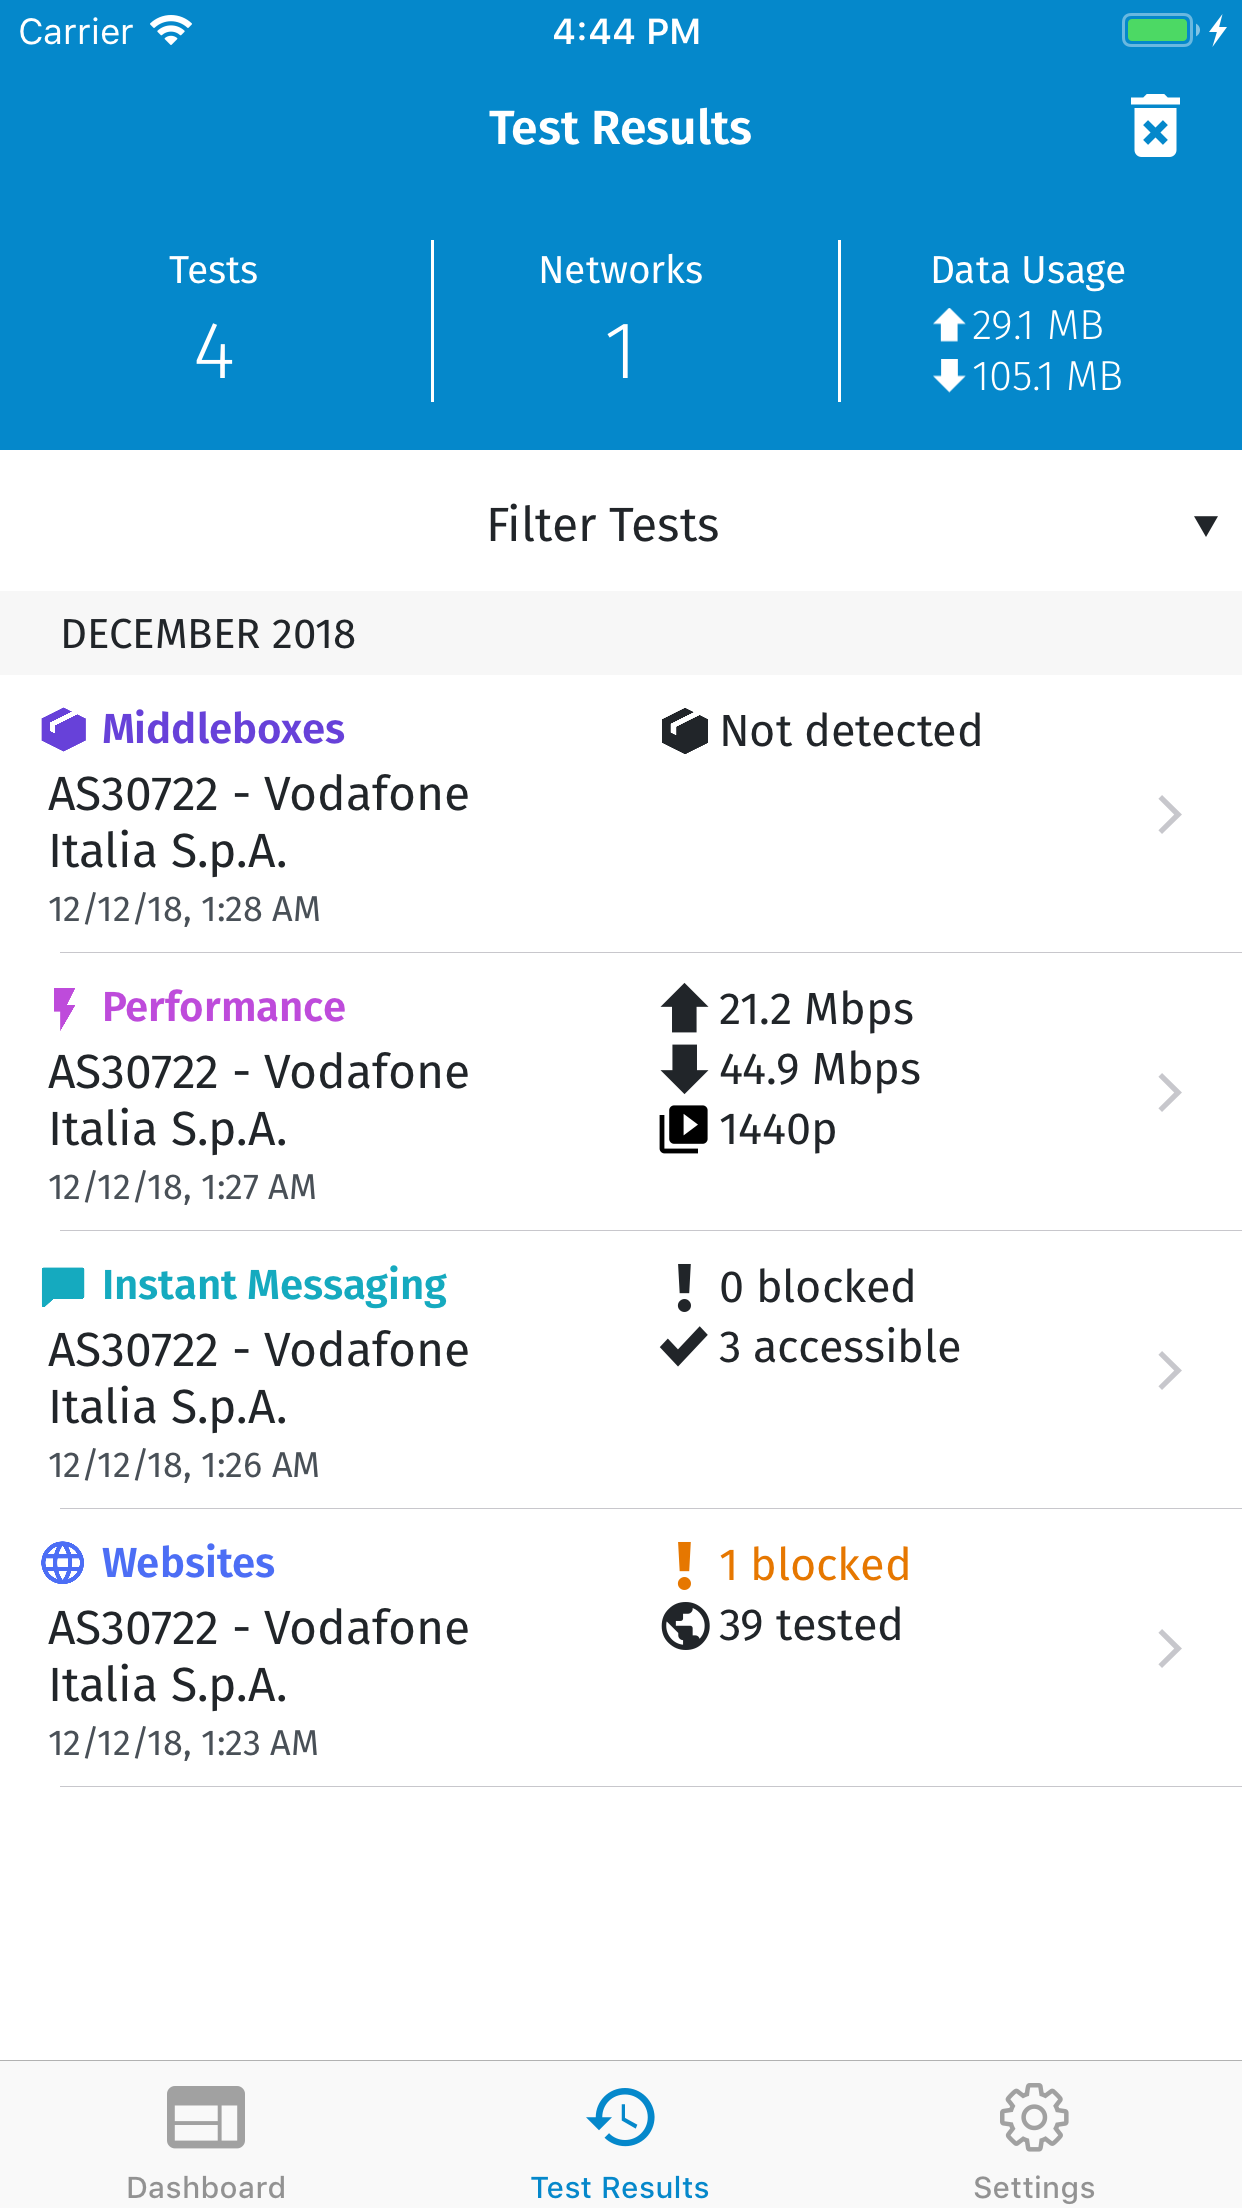 Carrier 4:44 PM
Test Results
Tests Networks Data Usage
4 1 29.1 MB
105.1 MB
Filter Tests ▼
DECEMBER 2018
Middleboxes Not detected
AS30722 - Vodafone
Italia S.p.A.
12/12/18, 1:28 AM
Performance 21.2 Mbps
AS30722 - Vodafone 44.9 Mbps
Italia S.p.A. 1440p
12/12/18, 1:27 AM
Instant Messaging 0 blocked
AS30722 - Vodafone 3 accessible
Italia S.p.A.
12/12/18, 1:26 AM
Websites 1 blocked
AS30722 - Vodafone 39 tested
Italia S.p.A.
12/12/18, 1:23 AM
Dashboard Test Results Settings